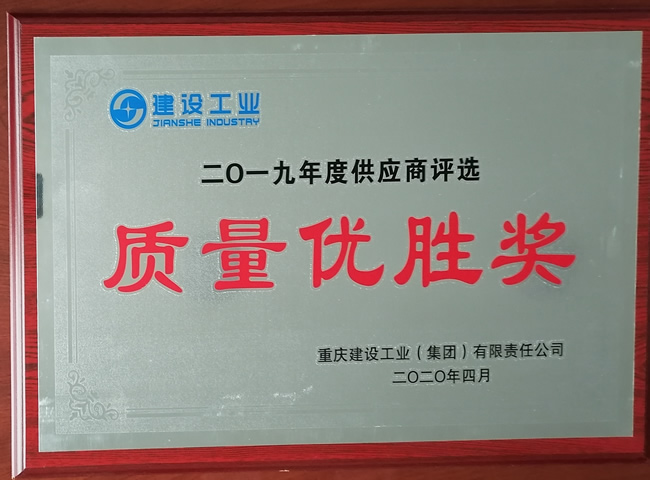 建设工业
JIANSHE INDUSTRY
二〇一九年度供应商评选
质量优胜奖
重庆建设工业（集团）有限责任公司
二〇二〇年四月